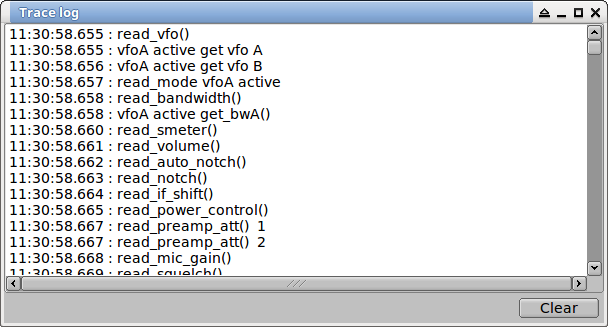 Trace log
11:30:58.655 : read_vfo()
11:30:58.655 : vfoA active get vfo A
11:30:58.656 : vfoA active get vfo B
11:30:58.657 : read_mode vfoA active
11:30:58.658 : read_bandwidth()
11:30:58.658 : vfoA active get_bwA()
11:30:58.660 : read_smeter()
11:30:58.661 : read_volume()
11:30:58.662 : read_auto_notch()
11:30:58.663 : read_notch()
11:30:58.664 : read_if_shift()
11:30:58.665 : read_power_control()
11:30:58.667 : read_preamp_att()  1
11:30:58.667 : read_preamp_att()  2
11:30:58.668 : read_mic_gain()
11:30:58.669 : read_squelch()
Clear